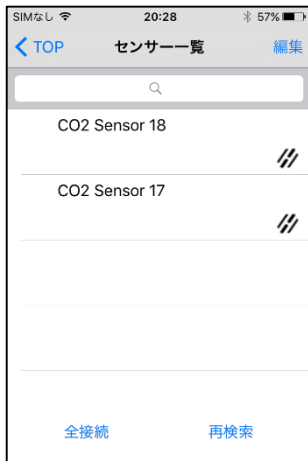 SIMなし 20:28 57%
TOP センサー一覧 編集
CO2 Sensor 18
CO2 Sensor 17
全接続 再検索